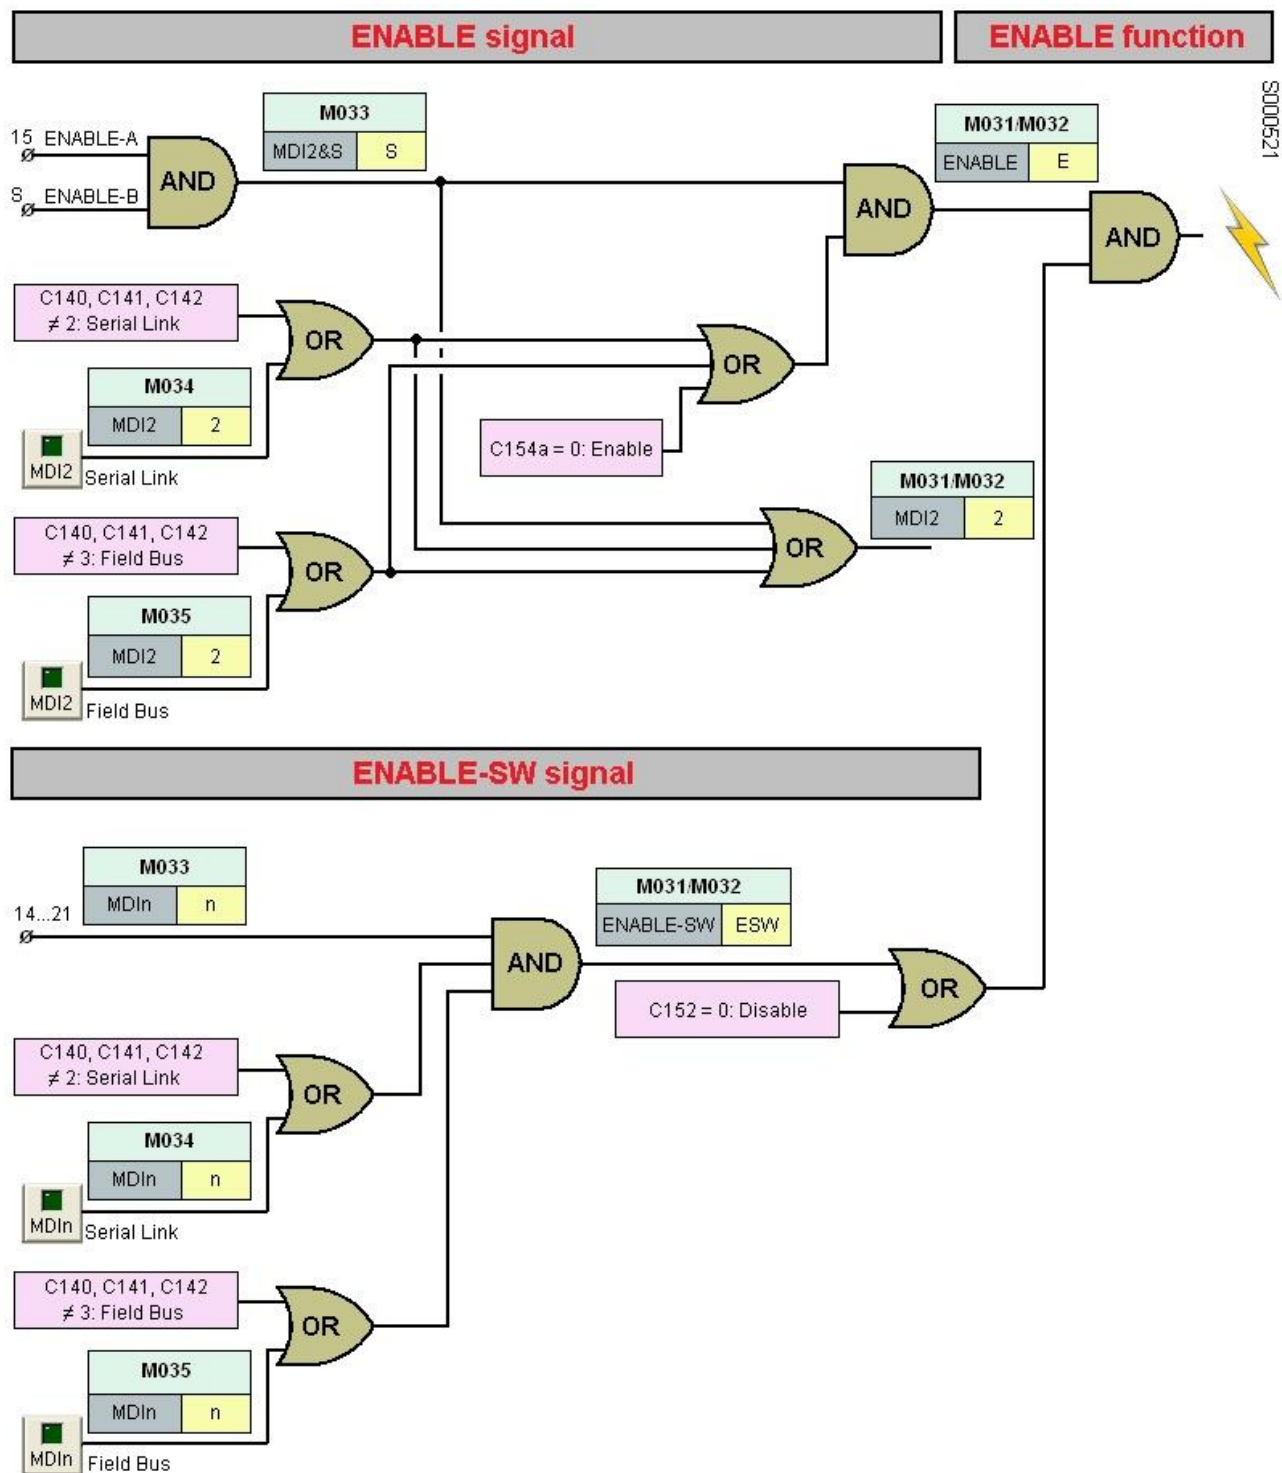 ENABLE signal
ENABLE function
S000521
M033
MDI2&S S
15 ENABLE-A
S ENABLE-B
AND
M031/M032
ENABLE E
AND
AND
C140, C141, C142
≠ 2: Serial Link
OR
OR
M034
MDI2 2
MDI2
Serial Link
C154a = 0: Enable
M031/M032
MDI2 2
C140, C141, C142
≠ 3: Field Bus
OR
OR
M035
MDI2 2
MDI2
Field Bus
ENABLE-SW signal
M033
MDIn n
14...21
M031/M032
ENABLE-SW ESW
AND
OR
C152 = 0: Disable
C140, C141, C142
≠ 2: Serial Link
OR
M034
MDIn n
MDIn
Serial Link
C140, C141, C142
≠ 3: Field Bus
OR
M035
MDIn n
MDIn
Field Bus